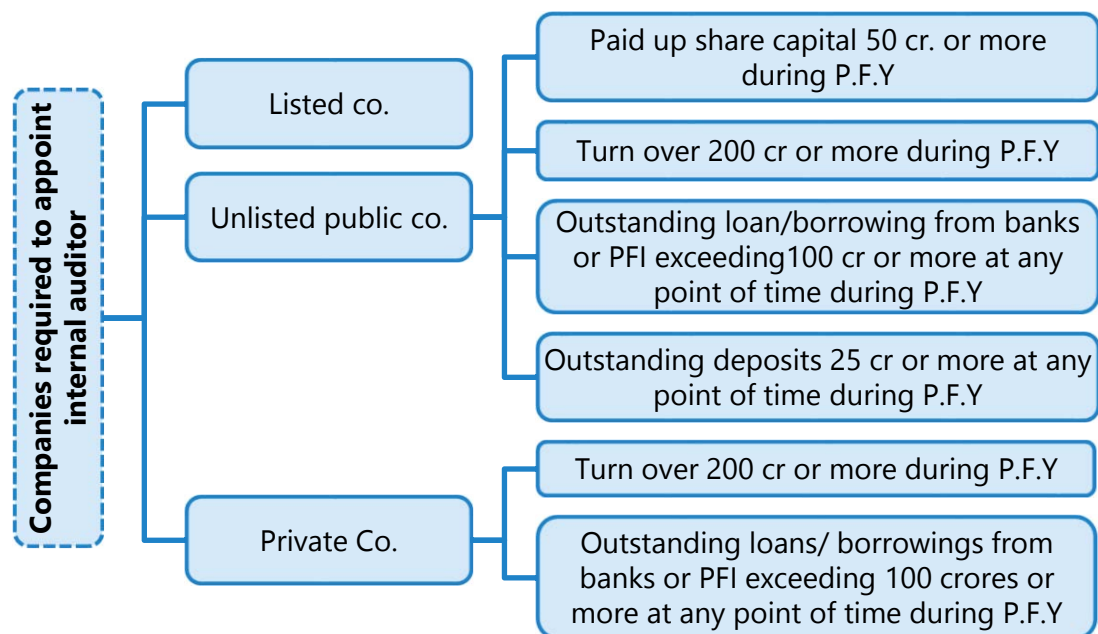 Companies required to appoint
internal auditor
Listed co.
Unlisted public co.
Paid up share capital 50 cr. or more
during P.F.Y
Turn over 200 cr or more during P.F.Y
Outstanding loan/borrowing from banks
or PFI exceeding100 cr or more at any
point of time during P.F.Y
Outstanding deposits 25 cr or more at any
point of time during P.F.Y
Private Co.
Turn over 200 cr or more during P.F.Y
Outstanding loans/ borrowings from
banks or PFI exceeding 100 crores or
more at any point of time during P.F.Y